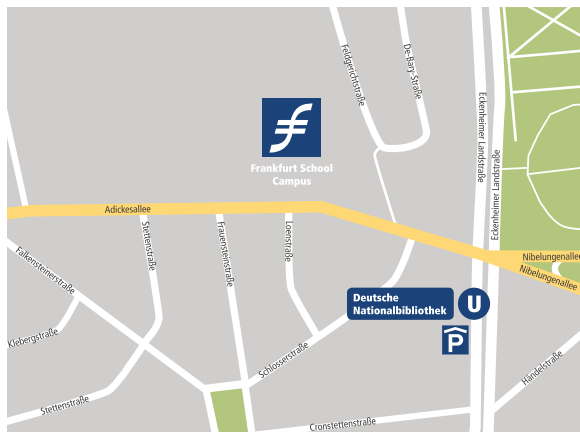 Feldgerichtstraße
De-Bary-Straße
Eckenheimer Landstraße
Eckenheimer Landstraße
Frankfurt School
Campus
Adickesallee
Nibelungenallee
Nibelungenallee
Stettenstraße
Frauensteinstraße
Loenstraße
Falkensteinerstraße
Deutsche
Nationalbibliothek
U
P
Klebergstraße
Schlosserstraße
Händelstraße
Stettenstraße
Cronstettenstraße